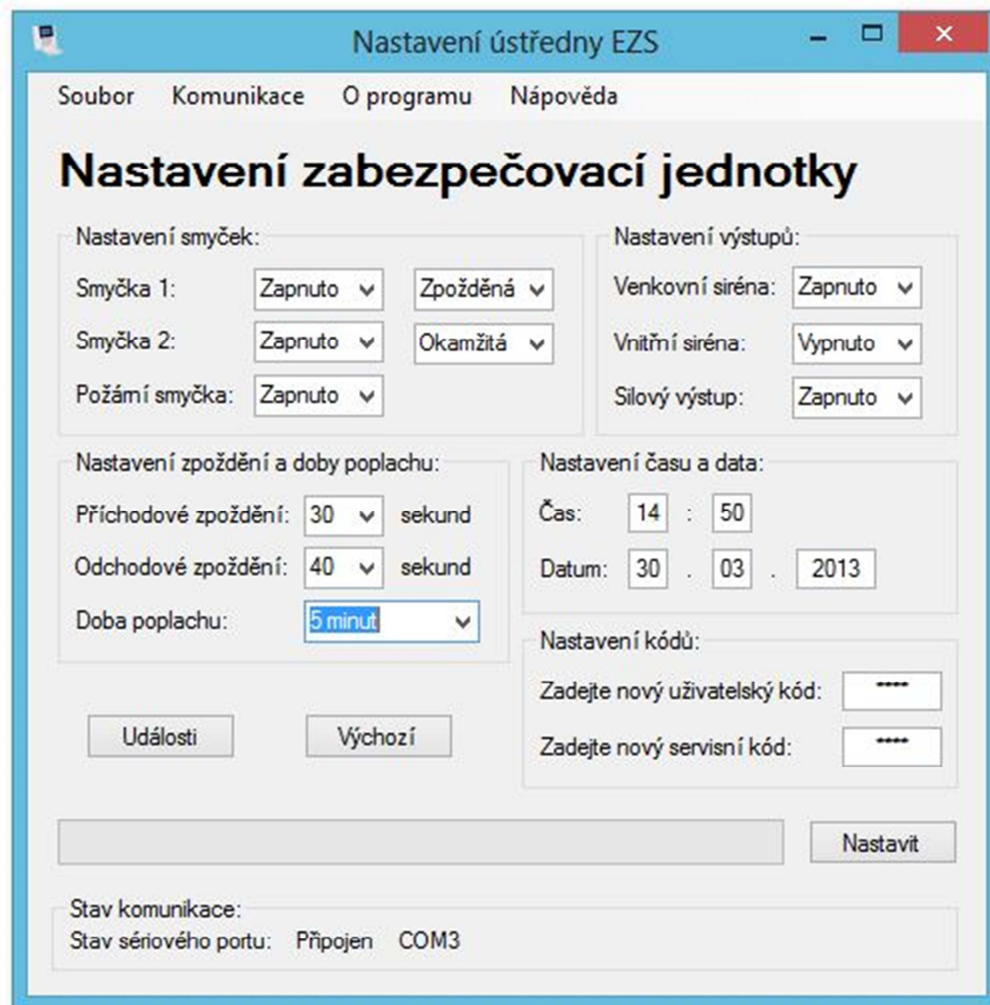 Nastavení ústředny EZS
Soubor Komunikace O programu Nápověda
Nastavení zabezpečovací jednotky
Nastavení smyček:
Smyčka 1: Zapnuto Zpožděná
Smyčka 2: Zapnuto Okamžitá
Požární smyčka: Zapnuto
Nastavení výstupů:
Venkovní siréna: Zapnuto
Vnitřní siréna: Vypnuto
Silový výstup: Zapnuto
Nastavení zpoždění a doby poplachu:
Příchodové zpoždění: 30 sekund
Odchodové zpoždění: 40 sekund
Doba poplachu: 5 minut
Nastavení času a data:
Čas: 14 : 50
Datum: 30 . 03 . 2013
Nastavení kódů:
Zadejte nový uživatelský kód: ****
Zadejte nový servisní kód: ****
Události Výchozí
Nastavit
Stav komunikace:
Stav sériového portu: Připojen COM3